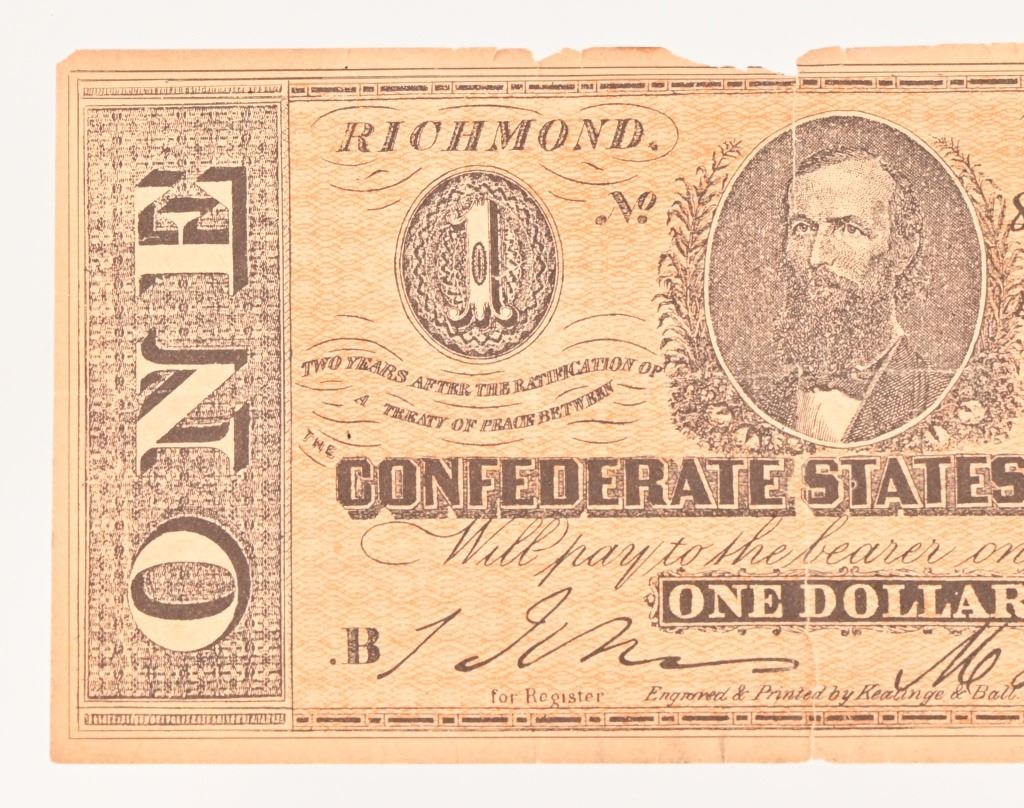 ONE
RICHMOND.
No
1
TWO YEARS AFTER THE RATIFICATION OF
A TREATY OF PEACE BETWEEN
THE
CONFEDERATE STATES
Will pay to the bearer on
ONE DOLLAR
.B
for Register Engraved & Printed by Keatinge & Ball.